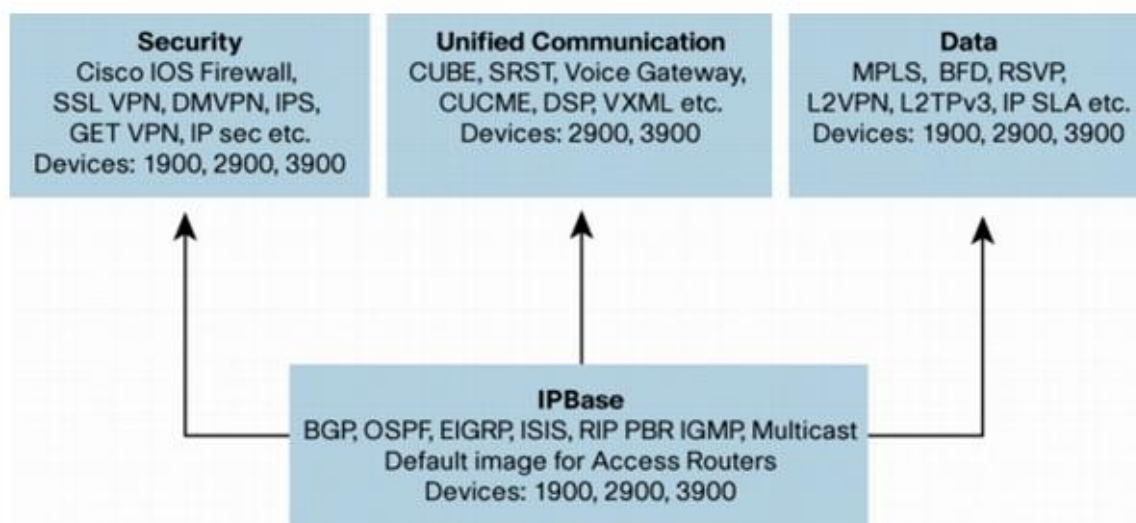 Security
Cisco IOS Firewall,
SSL VPN, DMVPN, IPS,
GET VPN, IP sec etc.
Devices: 1900, 2900, 3900
Unified Communication
CUBE, SRST, Voice Gateway,
CUCME, DSP, VXML etc.
Devices: 2900, 3900
Data
MPLS, BFD, RSVP,
L2VPN, L2TPv3, IP SLA etc.
Devices: 1900, 2900, 3900
IPBase
BGP, OSPF, EIGRP, ISIS, RIP PBR IGMP, Multicast
Default image for Access Routers
Devices: 1900, 2900, 3900